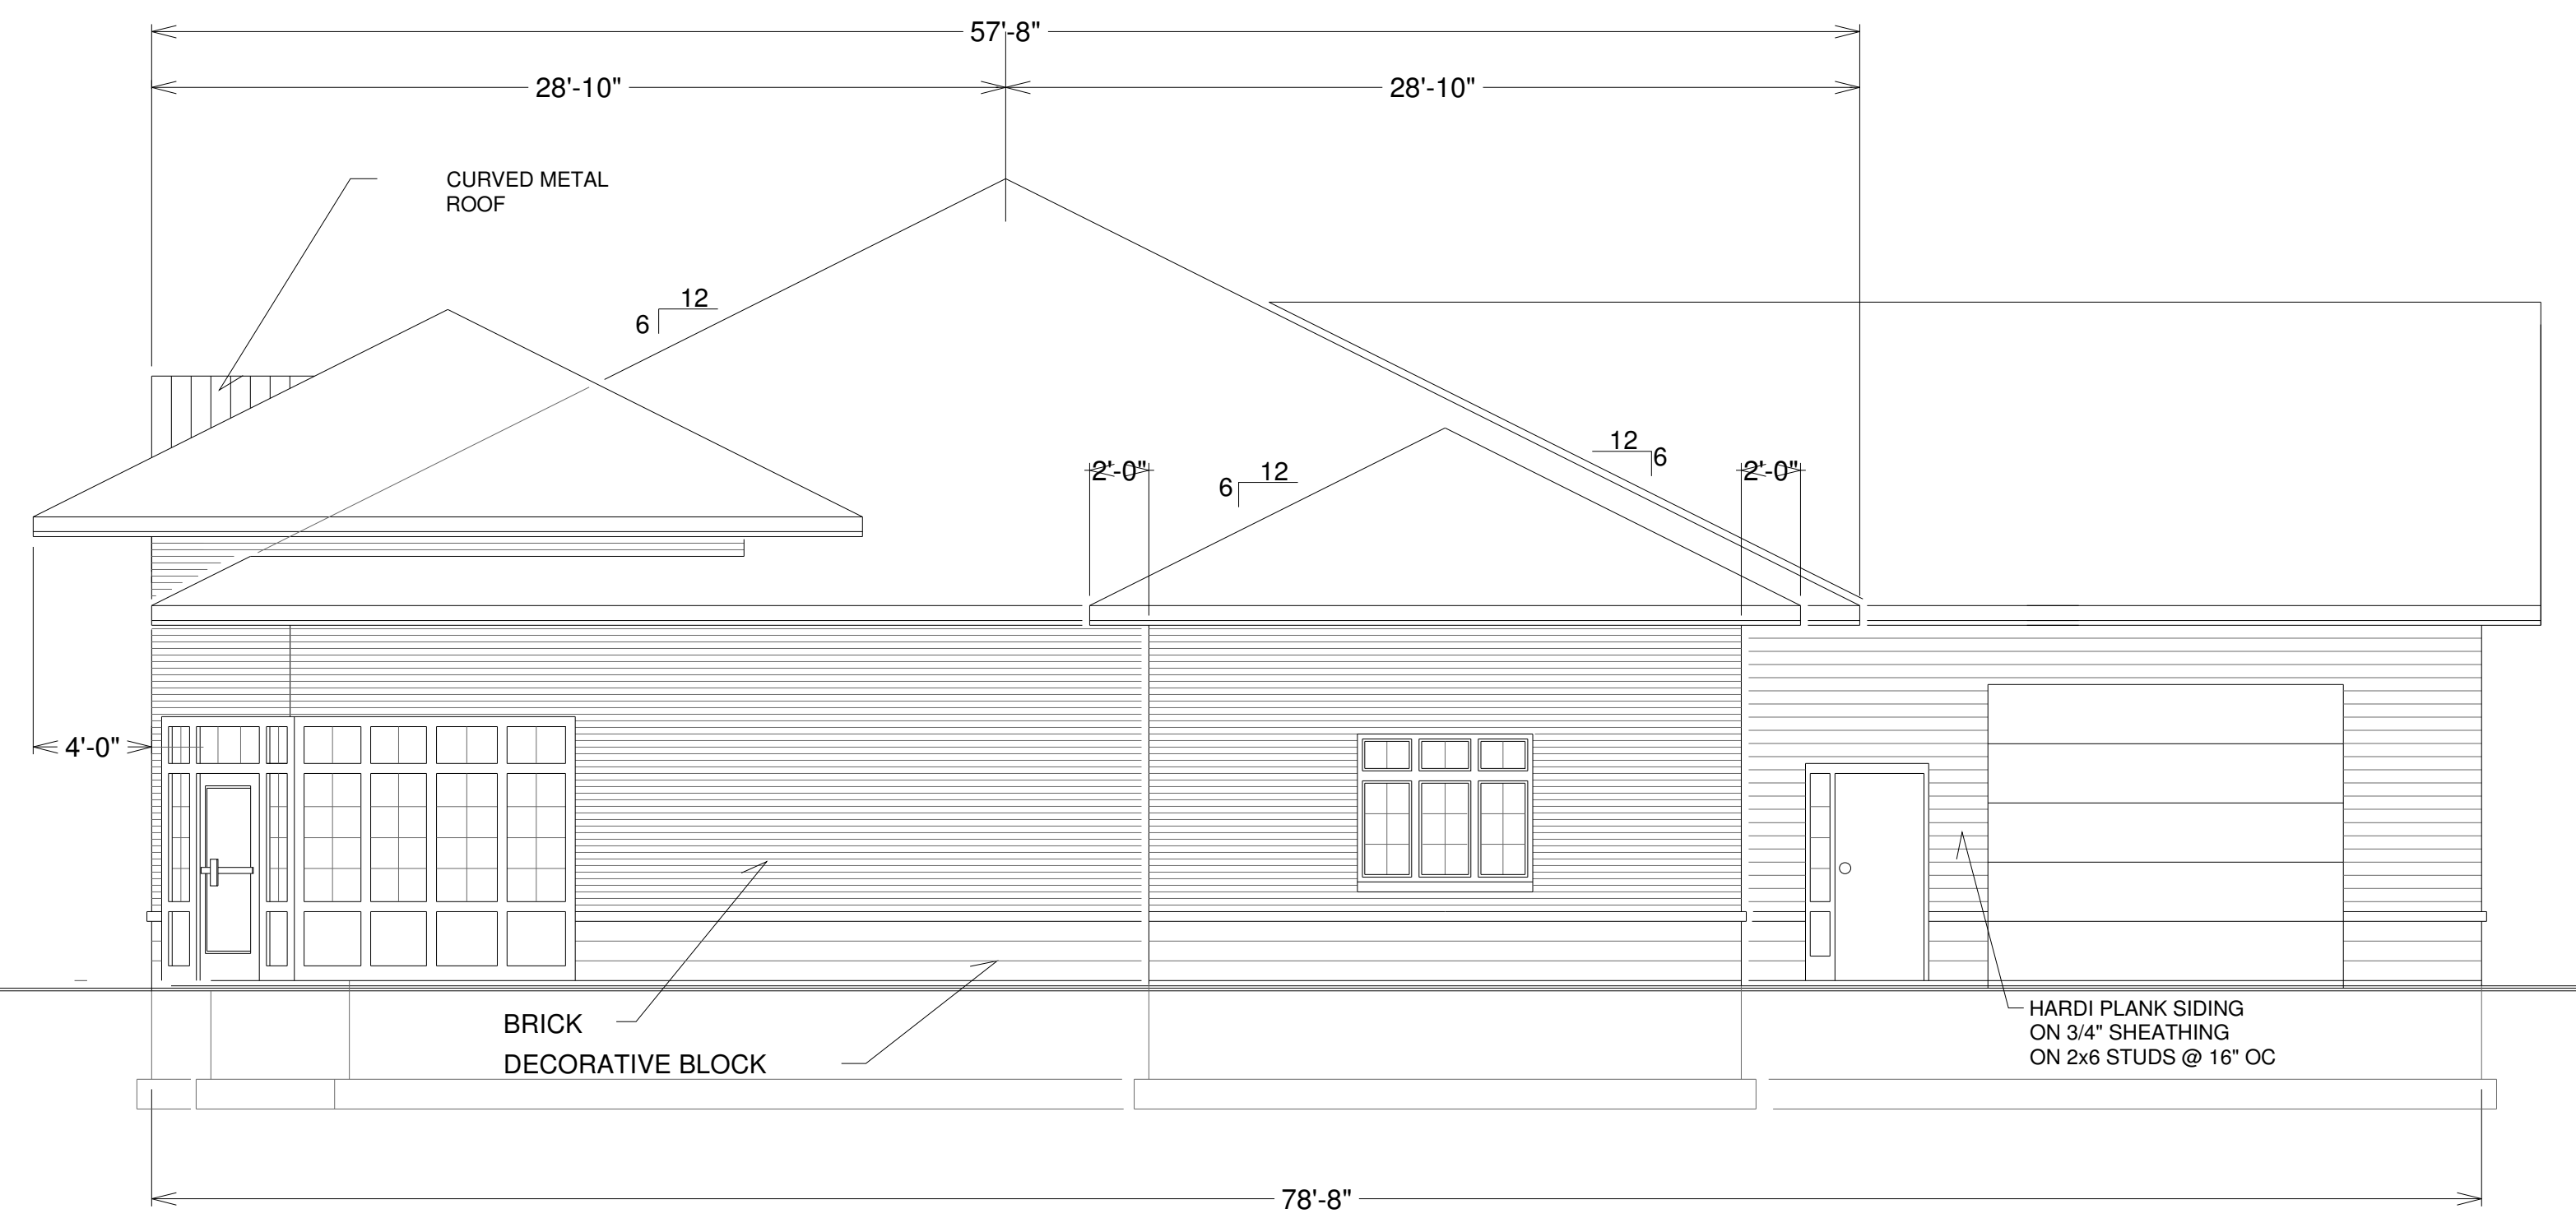 57'-8"
28'-10"
28'-10"
CURVED METAL
ROOF
12
6
12
6
12
6
2'-0"
2'-0"
4'-0"
BRICK
DECORATIVE BLOCK
HARDI PLANK SIDING
ON 3/4" SHEATHING
ON 2x6 STUDS @ 16" OC
78'-8"